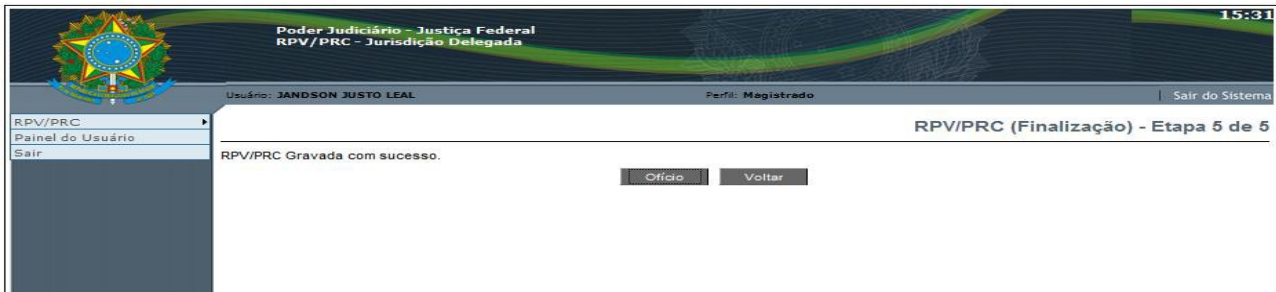 15:31
Poder Judiciário - Justiça Federal
RPV/PRC - Jurisdição Delegada
Usuário: JANDSON JUSTO LEAL Perfil: Magistrado | Sair do Sistema
RPV/PRC
Painel do Usuário
Sair
RPV/PRC (Finalização) - Etapa 5 de 5
RPV/PRC Gravada com sucesso.
Ofício Voltar